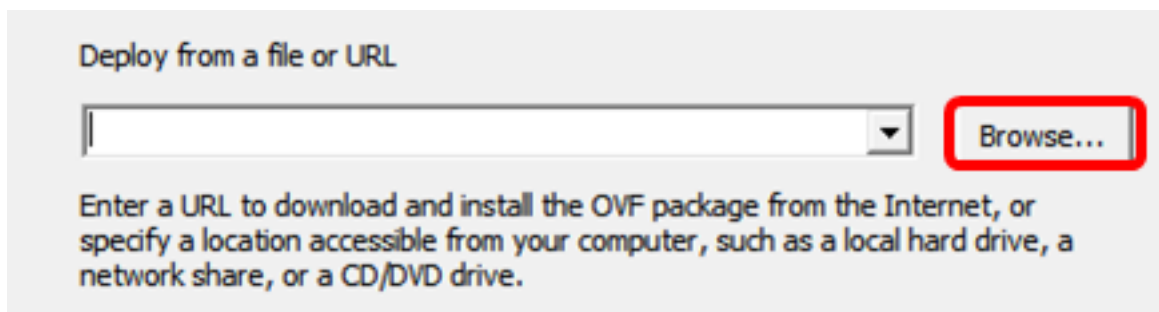 Deploy from a file or URL
Browse...
Enter a URL to download and install the OVF package from the Internet, or
specify a location accessible from your computer, such as a local hard drive, a
network share, or a CD/DVD drive.